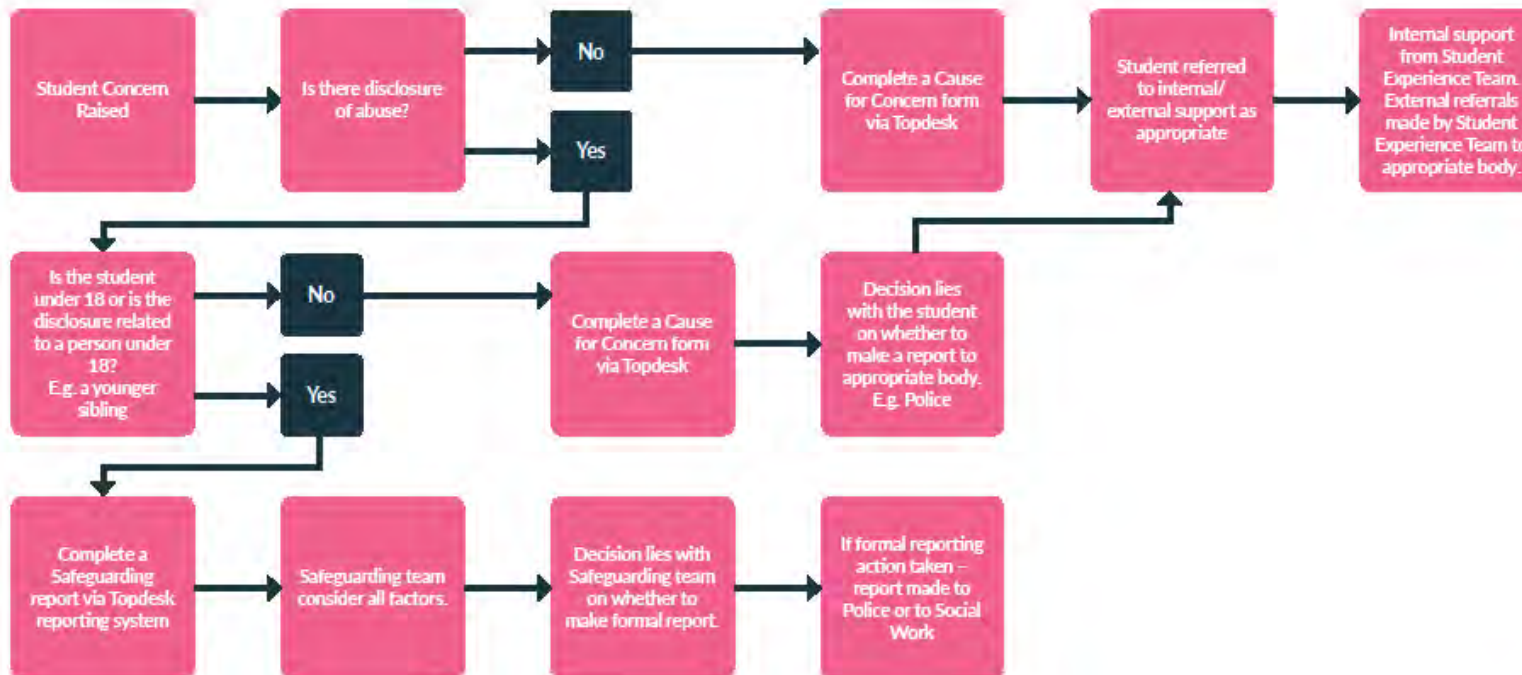 Student Concern
Raised
Is there disclosure
of abuse?
No
Yes
Complete a Cause
for Concern form
via Topdesk
Student referred
to internal/
external support as
appropriate
Internal support
from Student
Experience Team.
External referrals
made by Student
Experience Team to
appropriate body.
Is the student
under 18 or is the
disclosure related
to a person under
18?
E.g. a younger
sibling
No
Yes
Complete a Cause
for Concern form
via Topdesk
Decision lies
with the student
on whether to
make a report to
appropriate body.
E.g. Police
Complete a
Safeguarding
report via Topdesk
reporting system
Safeguarding team
consider all factors.
Decision lies with
Safeguarding team
on whether to
make formal report.
If formal reporting
action taken –
report made to
Police or to Social
Work